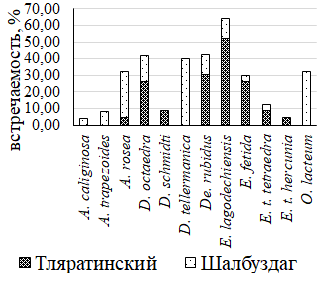 встречаемость, %
70,00
60,00
50,00
40,00
30,00
20,00
10,00
0,00
A. caliginosa
A. trapezoides
A. rosea
D. octaedra
D. schmidti
D. tellermanica
De. rubidus
E. lagodechiensis
E. fetida
E. t. tetraedra
E. t. hercunia
O. lacteum
Тляратинский
Шалбуздаг